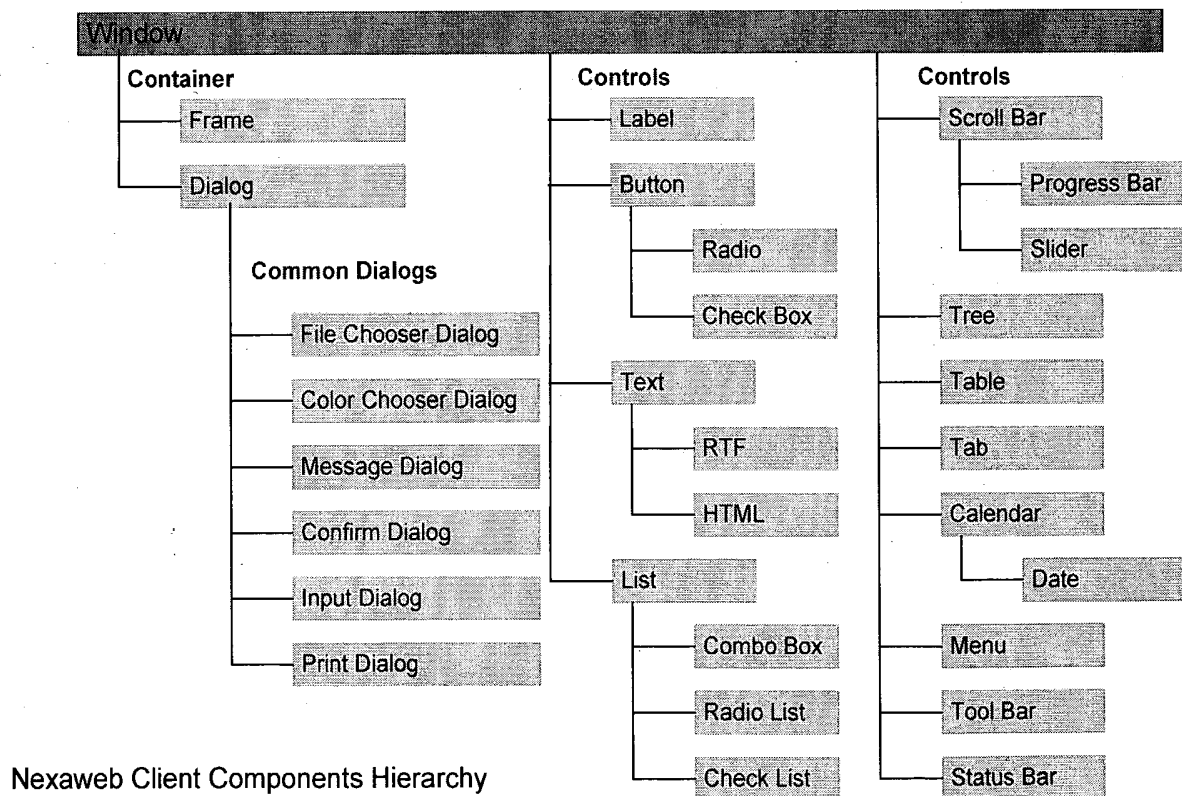 Window
Container
Frame
Dialog
Common Dialogs
File Chooser Dialog
Color Chooser Dialog
Message Dialog
Confirm Dialog
Input Dialog
Print Dialog
Controls
Label
Button
Radio
Check Box
Text
RTF
HTML
List
Combo Box
Radio List
Check List
Controls
Scroll Bar
Progress Bar
Slider
Tree
Table
Tab
Calendar
Date
Menu
Tool Bar
Status Bar
Nexaweb Client Components Hierarchy